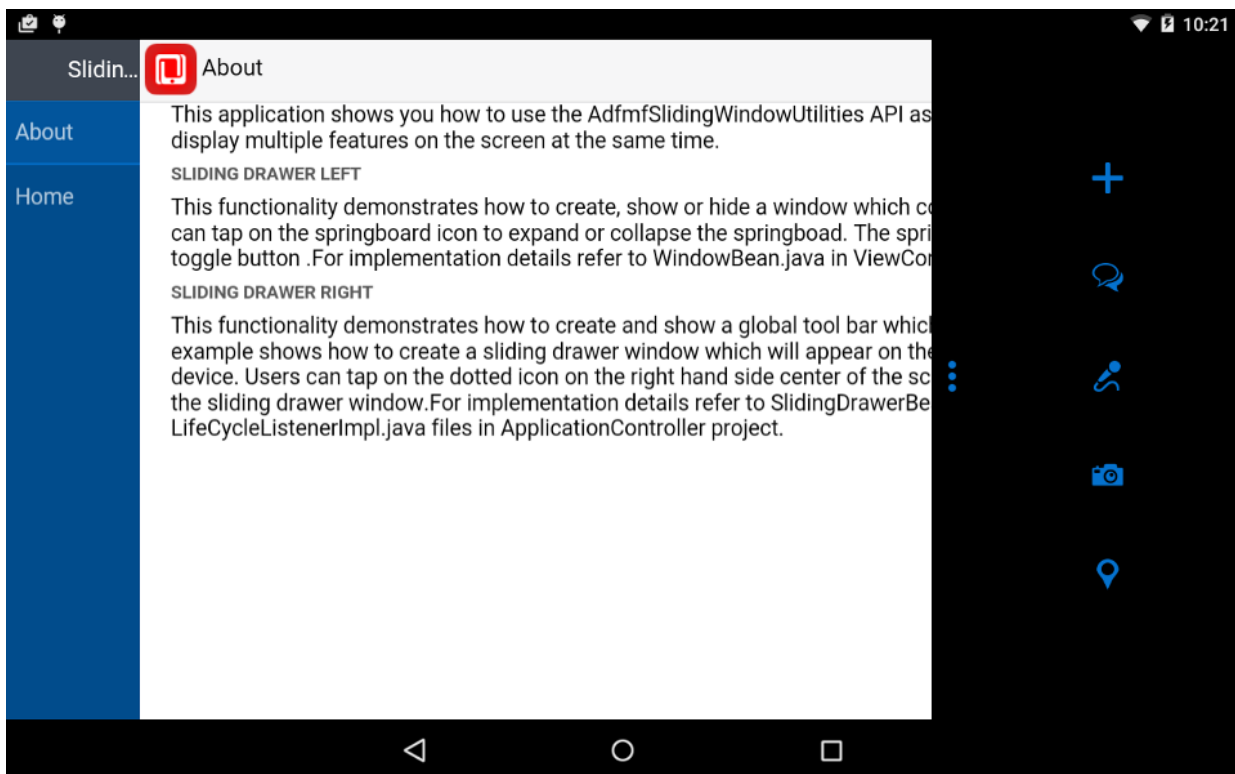 10:21
Slidin...
About
About
Home
This application shows you how to use the AdfmfSlidingWindowUtilities API as
display multiple features on the screen at the same time.
SLIDING DRAWER LEFT
This functionality demonstrates how to create, show or hide a window which
can tap on the springboard icon to expand or collapse the springboad. The spri
toggle button .For implementation details refer to WindowBean.java in ViewCon
SLIDING DRAWER RIGHT
This functionality demonstrates how to create and show a global tool bar which
example shows how to create a sliding drawer window which will appear on the
device. Users can tap on the dotted icon on the right hand side center of the sc
the sliding drawer window.For implementation details refer to SlidingDrawerBe
LifeCycleListenerImpl.java files in ApplicationController project.